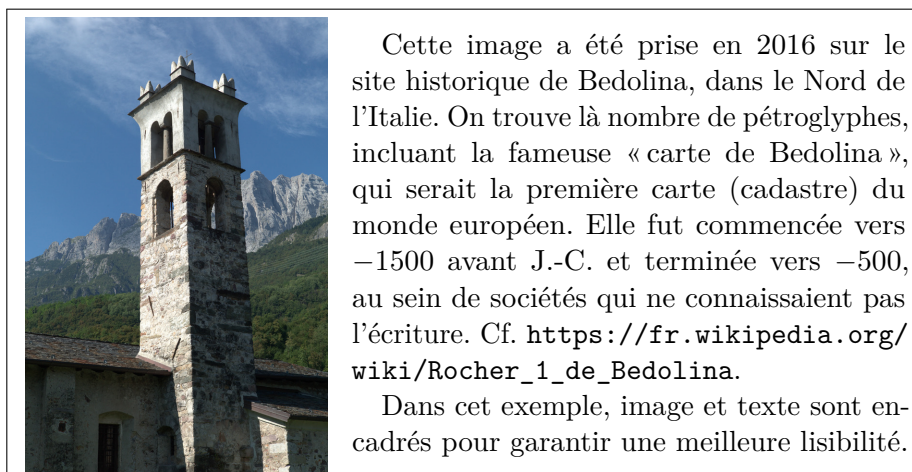 Cette image a été prise en 2016 sur le
site historique de Bedolina, dans le Nord de
l'Italie. On trouve là nombre de pétroglyphes,
incluant la fameuse « carte de Bedolina »,
qui serait la première carte (cadastre) du
monde européen. Elle fut commencée vers
−1500 avant J.-C. et terminée vers −500,
au sein de sociétés qui ne connaissaient pas
l'écriture. Cf. https://fr.wikipedia.org/
wiki/Rocher_1_de_Bedolina.
Dans cet exemple, image et texte sont en-
cadrés pour garantir une meilleure lisibilité.